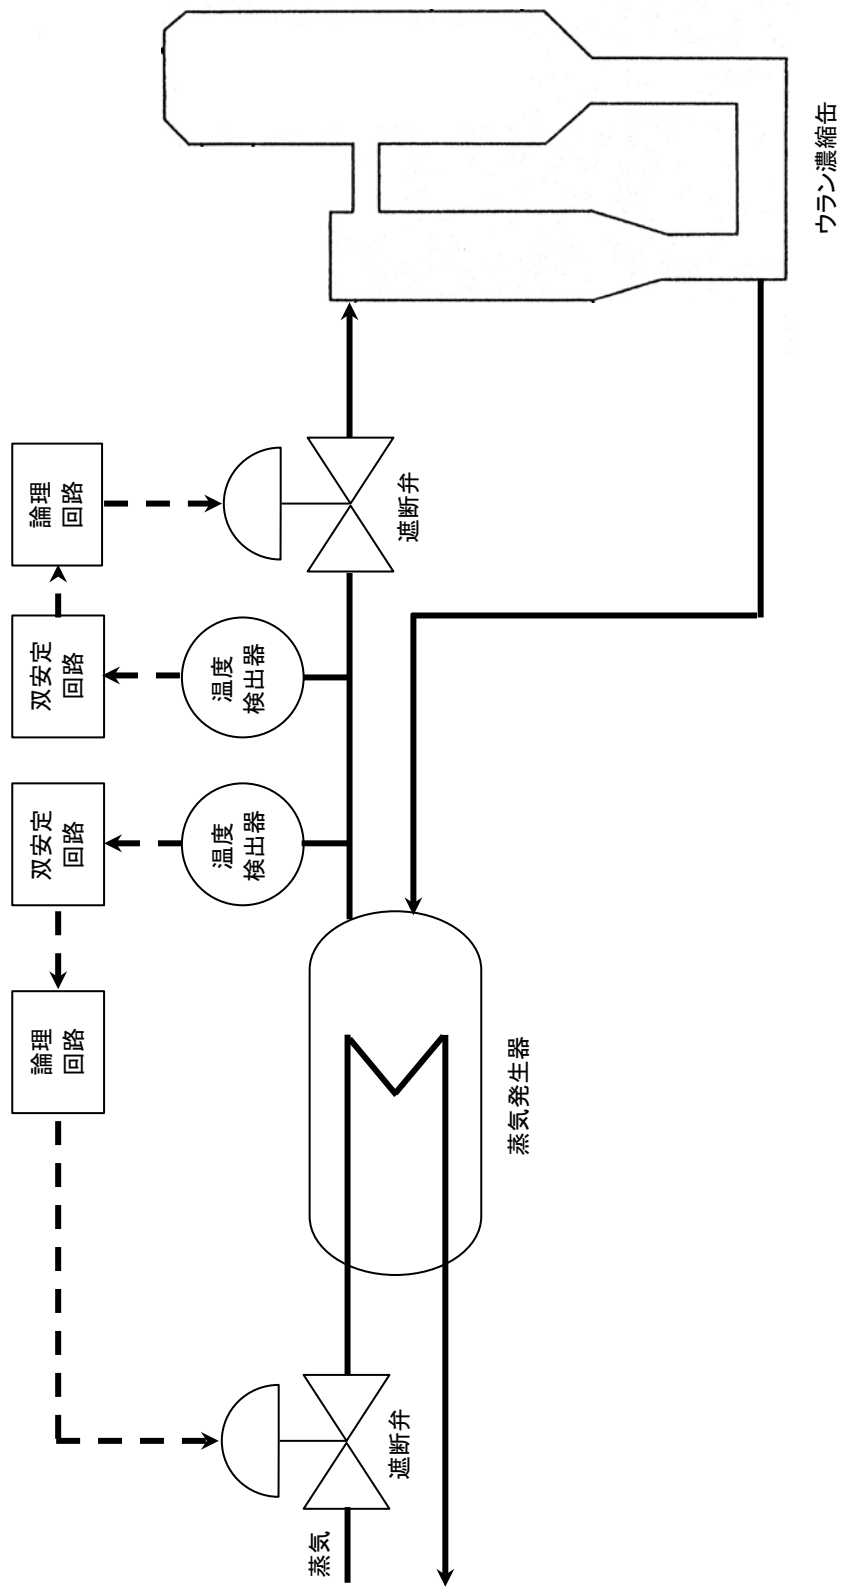 蒸気
遮断弁
論理
回路
双安定
回路
温度
検出器
蒸気発生器
双安定
回路
温度
検出器
論理
回路
遮断弁
ウラン濃縮缶